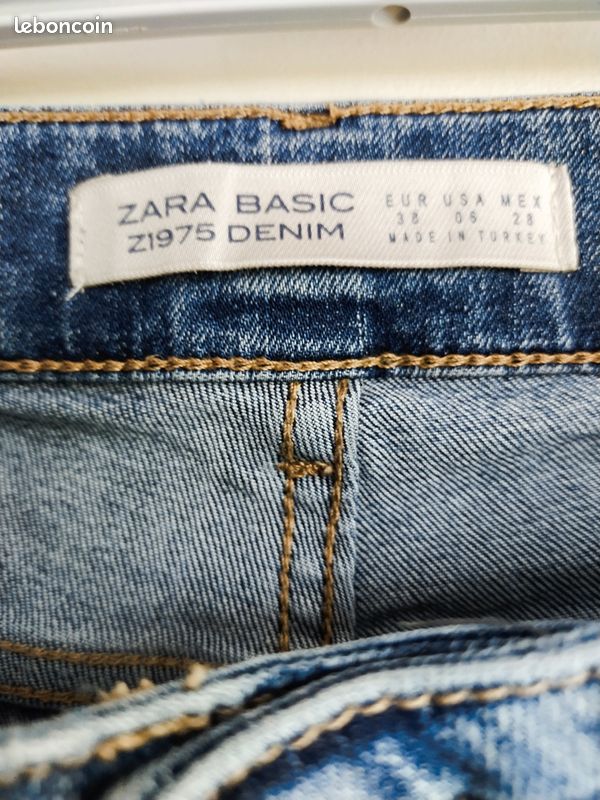 leboncoin
ZARA BASIC
Z1975 DENIM
EUR USA MEX
38 06 28
MADE IN TURKEY